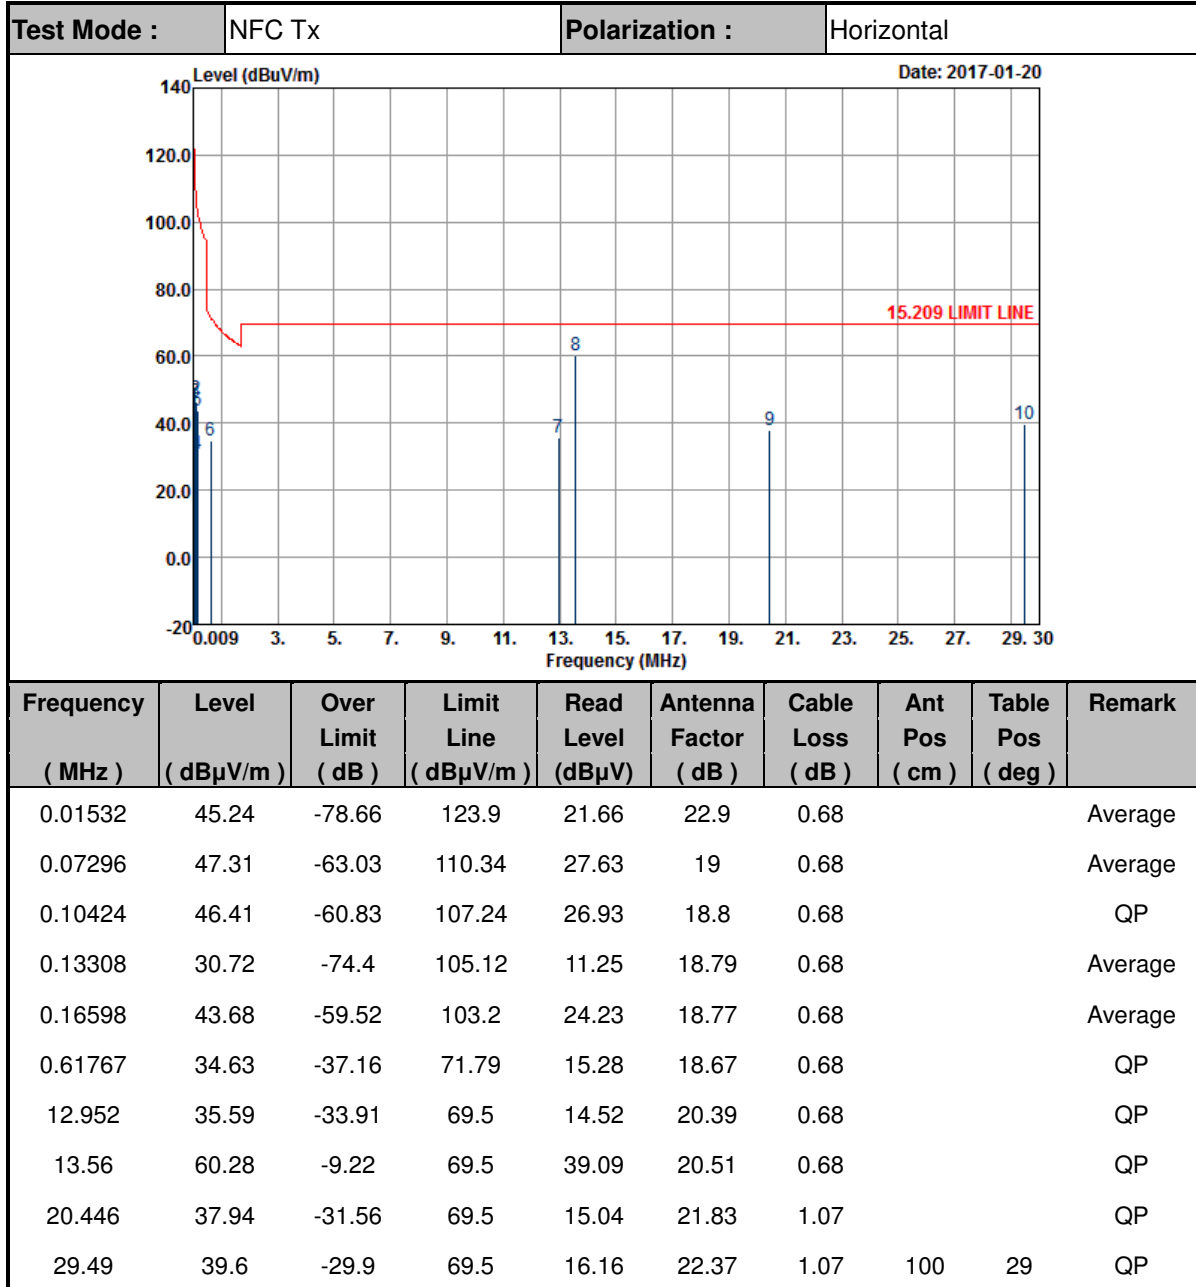 Test Mode : NFC Tx Polarization : Horizontal
Level (dBuV/m) Date: 2017-01-20
140
120.0
100.0
80.0
15.209 LIMIT LINE
60.0
8
2
5
40.0
6 7 9 10
4
20.0
0.0
-20
0.009 3. 5. 7. 9. 11. 13. 15. 17. 19. 21. 23. 25. 27. 29. 30
Frequency (MHz)
Frequency Level Over Limit Read Antenna Cable Ant Table Remark
Limit Line Level Factor Loss Pos Pos
( MHz ) ( dBµV/m ) ( dB ) ( dBµV/m ) (dBµV) ( dB ) ( dB ) ( cm ) ( deg )
0.01532 45.24 -78.66 123.9 21.66 22.9 0.68 Average
0.07296 47.31 -63.03 110.34 27.63 19 0.68 Average
0.10424 46.41 -60.83 107.24 26.93 18.8 0.68 QP
0.13308 30.72 -74.4 105.12 11.25 18.79 0.68 Average
0.16598 43.68 -59.52 103.2 24.23 18.77 0.68 Average
0.61767 34.63 -37.16 71.79 15.28 18.67 0.68 QP
12.952 35.59 -33.91 69.5 14.52 20.39 0.68 QP
13.56 60.28 -9.22 69.5 39.09 20.51 0.68 QP
20.446 37.94 -31.56 69.5 15.04 21.83 1.07 QP
29.49 39.6 -29.9 69.5 16.16 22.37 1.07 100 29 QP